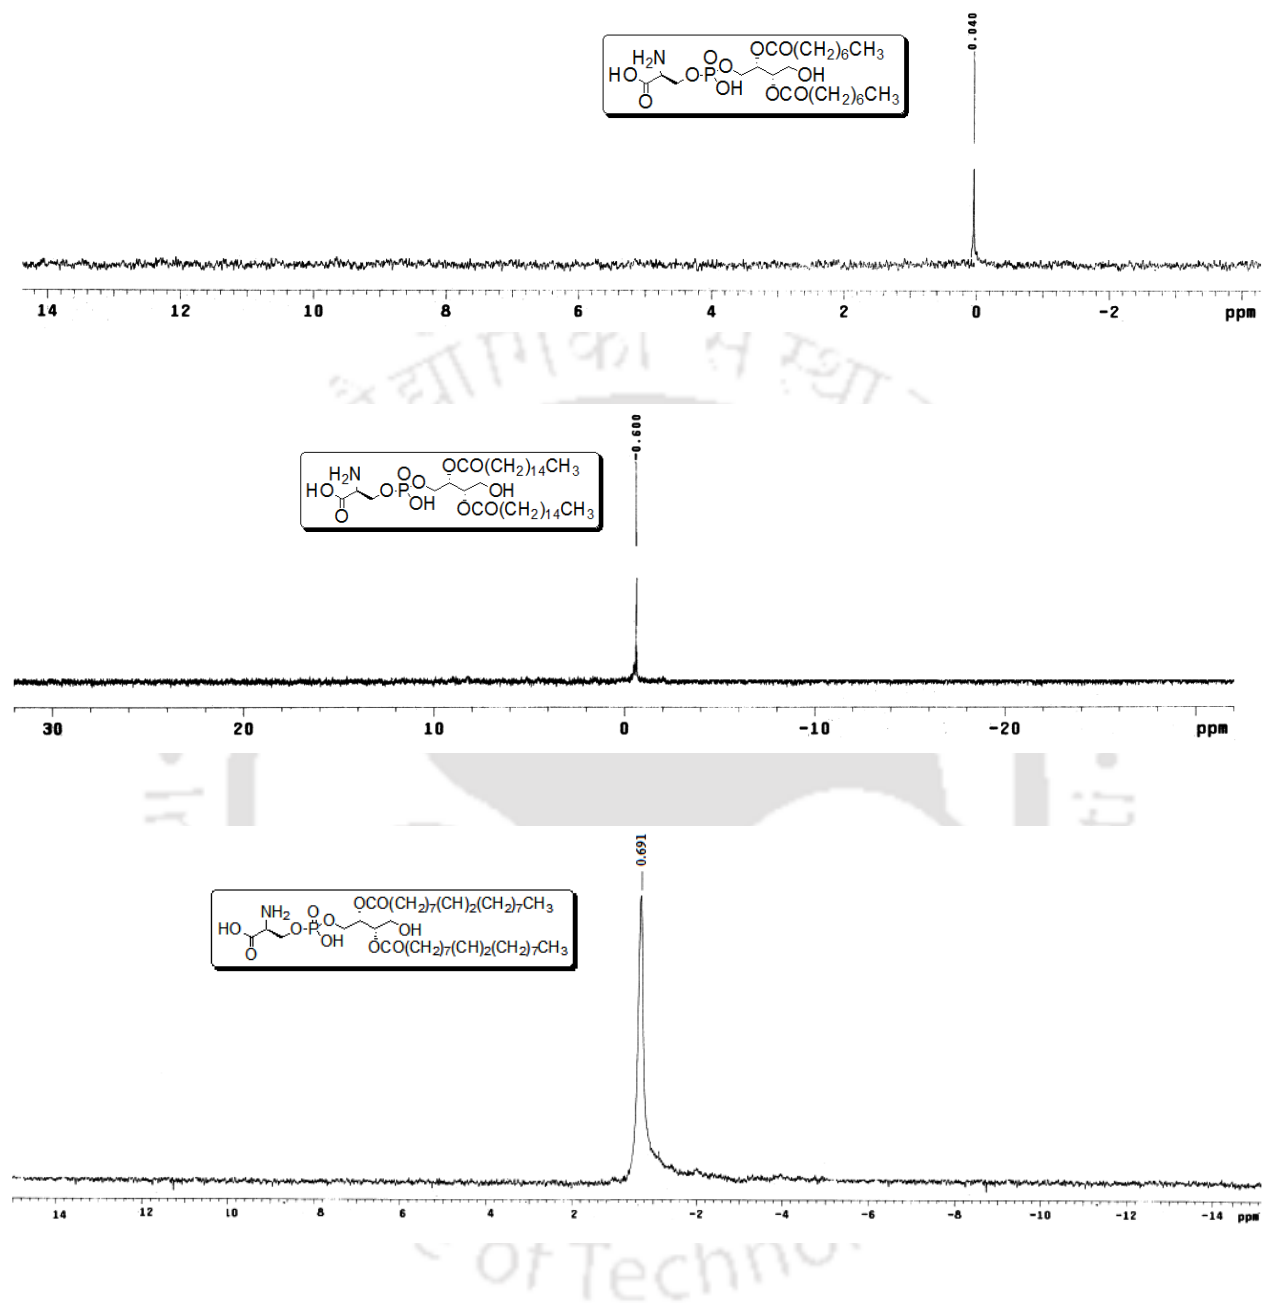 0.040
OCO(CH2)6CH3
H2N
O
HO
O
P
O
OH
OH
O
OCO(CH2)6CH3
14 12 10 8 6 4 2 0 -2 ppm
-0.600
OCO(CH2)14CH3
H2N
O
HO
O
P
O
OH
OH
O
OCO(CH2)14CH3
30 20 10 0 -10 -20 ppm
0.691
OCO(CH2)7(CH)2(CH2)7CH3
NH2
O
HO
O
P
O
OH
OH
O
OCO(CH2)7(CH)2(CH2)7CH3
14 12 10 8 6 4 2 -2 -4 -6 -8 -10 -12 -14 ppm
of Techno